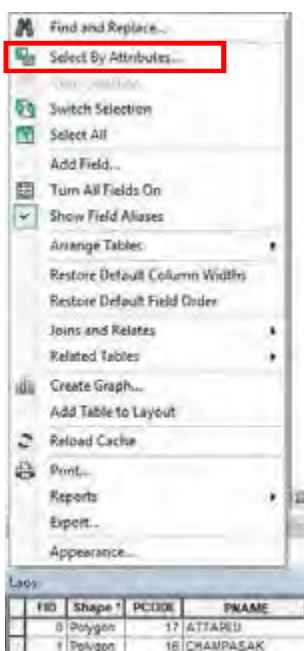 Find and Replace...
Select By Attributes...
Clear Selection
Switch Selection
Select All
Add Field...
Turn All Fields On
Show Field Aliases
Arrange Tables
Restore Default Column Widths
Restore Default Field Order
Joins and Relates
Related Tables
Create Graph...
Add Table to Layout
Reload Cache
Print...
Reports
Export...
Appearance...
Laos
FID Shape * PCODE PNAME
0 Polygon 17 ATTAPEU
1 Polygon 16 CHAMPASAK